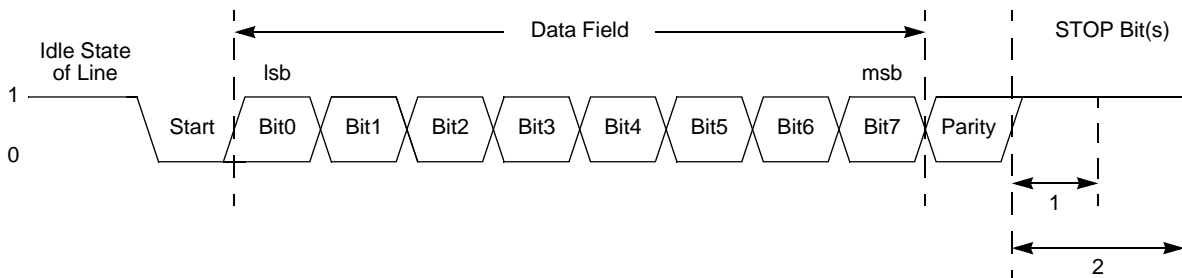 Data Field
STOP Bit(s)
Idle State
of Line
lsb
msb
1
Start
Bit0
Bit1
Bit2
Bit3
Bit4
Bit5
Bit6
Bit7
Parity
0
1
2